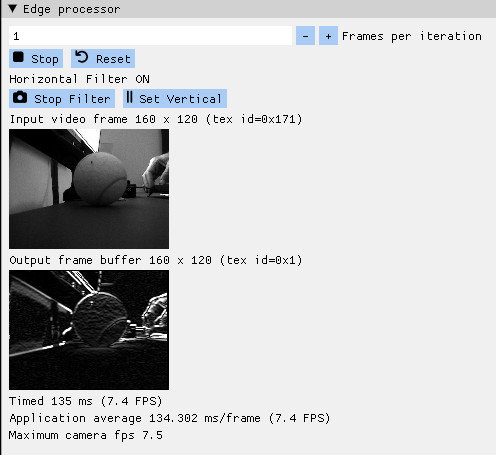 Edge processor
1 - + Frames per iteration
Stop Reset
Horizontal Filter ON
Stop Filter Set Vertical
Input video frame 160 x 120 (tex id=0x171)
Output frame buffer 160 x 120 (tex id=0x1)
Timed 135 ms (7.4 FPS)
Application average 134.302 ms/frame (7.4 FPS)
Maximum camera fps 7.5